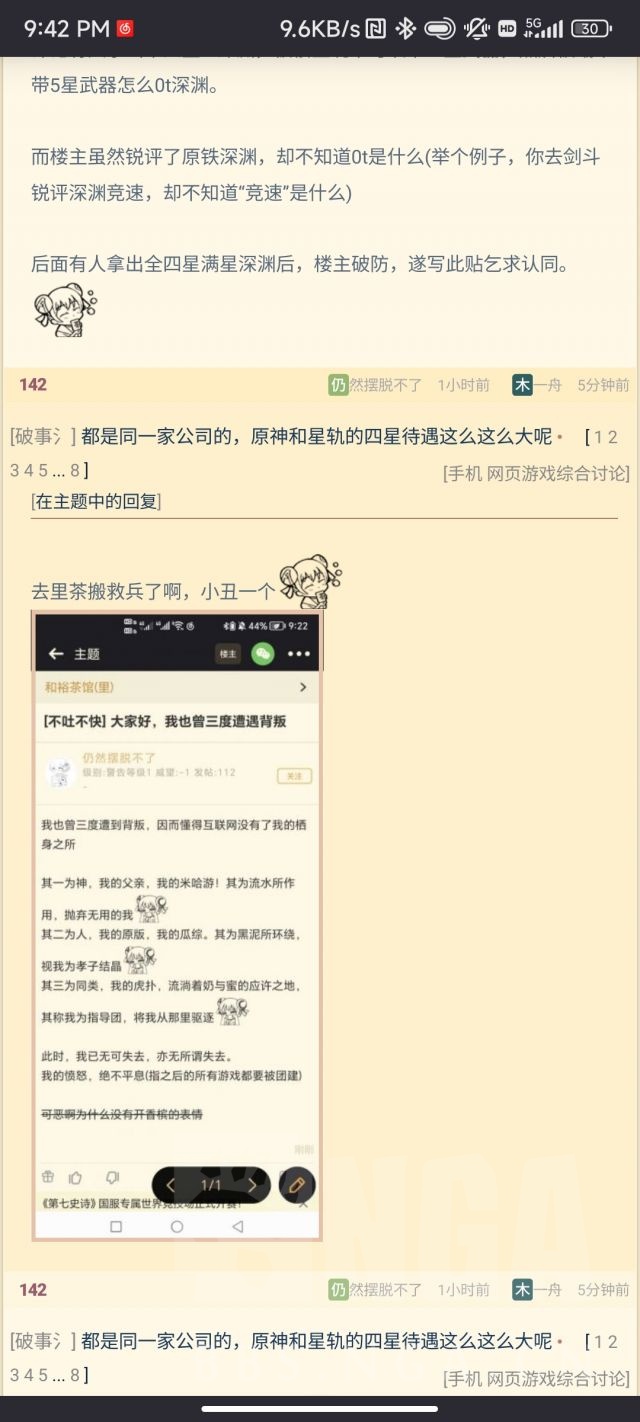 9:42 PM
9.6KB/s
HD
5G
30
带5星武器怎么0t深渊。
而楼主虽然锐评了原铁深渊，却不知道0t是什么(举个例子，你去剑斗
锐评深渊竞速，却不知道“竞速”是什么)
后面有人拿出全四星满星深渊后，楼主破防，遂写此贴乞求认同。
142 仍然摆脱不了 1小时前 木一舟 5分钟前
[破事氵] 都是同一家公司的，原神和星轨的四星待遇这么这么大呢 • [ 1 2
3 4 5 ... 8 ] [手机 网页游戏综合讨论]
[在主题中的回复]
去里茶搬救兵了啊，小丑一个
44% 9:22
主题 楼主
和裕茶馆(里)
[不吐不快] 大家好，我也曾三度遭遇背叛
仍然摆脱不了
级别:警告等级1 威望:-1 发帖:112
关注
我也曾三度遭到背叛，因而懂得互联网没有了我的栖
身之所
其一为神，我的父亲，我的米哈游！其为流水所作
用，抛弃无用的我
其二为人，我的原版，我的瓜综。其为黑泥所环绕，
视我为孝子结晶
其三为同类，我的虎扑，流淌着奶与蜜的应许之地，
其称我为指导团，将我从那里驱逐
此时，我已无可失去，亦无所谓失去。
我的愤怒，绝不平息(指之后的所有游戏都要被团建)
可恶啊为什么没有开香槟的表情
刚刚
1/1
《第七史诗》国服专属世界竞技场正式开赛！
NGA
142 仍然摆脱不了 1小时前 木一舟 5分钟前
[破事氵] 都是同一家公司的，原神和星轨的四星待遇这么这么大呢 • [ 1 2
3 4 5 ... 8 ] [手机 网页游戏综合讨论]